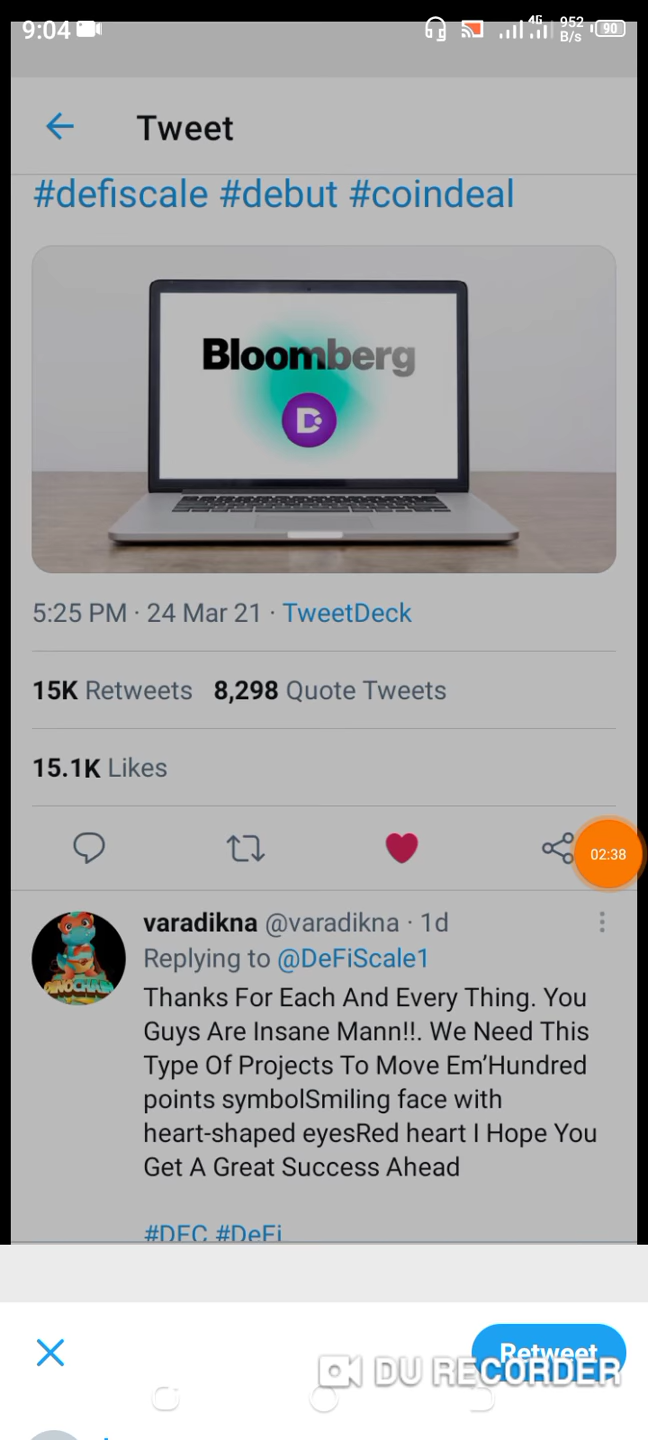 9:04
4G
952
B/s
90
Tweet
#defiscale #debut #coindeal
Bloomberg
D
5:25 PM · 24 Mar 21 · TweetDeck
15K Retweets 8,298 Quote Tweets
15.1K Likes
02:38
varadikna @varadikna · 1d
Replying to @DeFiScale1
Thanks For Each And Every Thing. You
Guys Are Insane Mann!!. We Need This
Type Of Projects To Move Em’Hundred
points symbolSmiling face with
heart-shaped eyesRed heart I Hope You
Get A Great Success Ahead
DINOCHAIN
#DFC #DeFi
Retweet
DU RECORDER